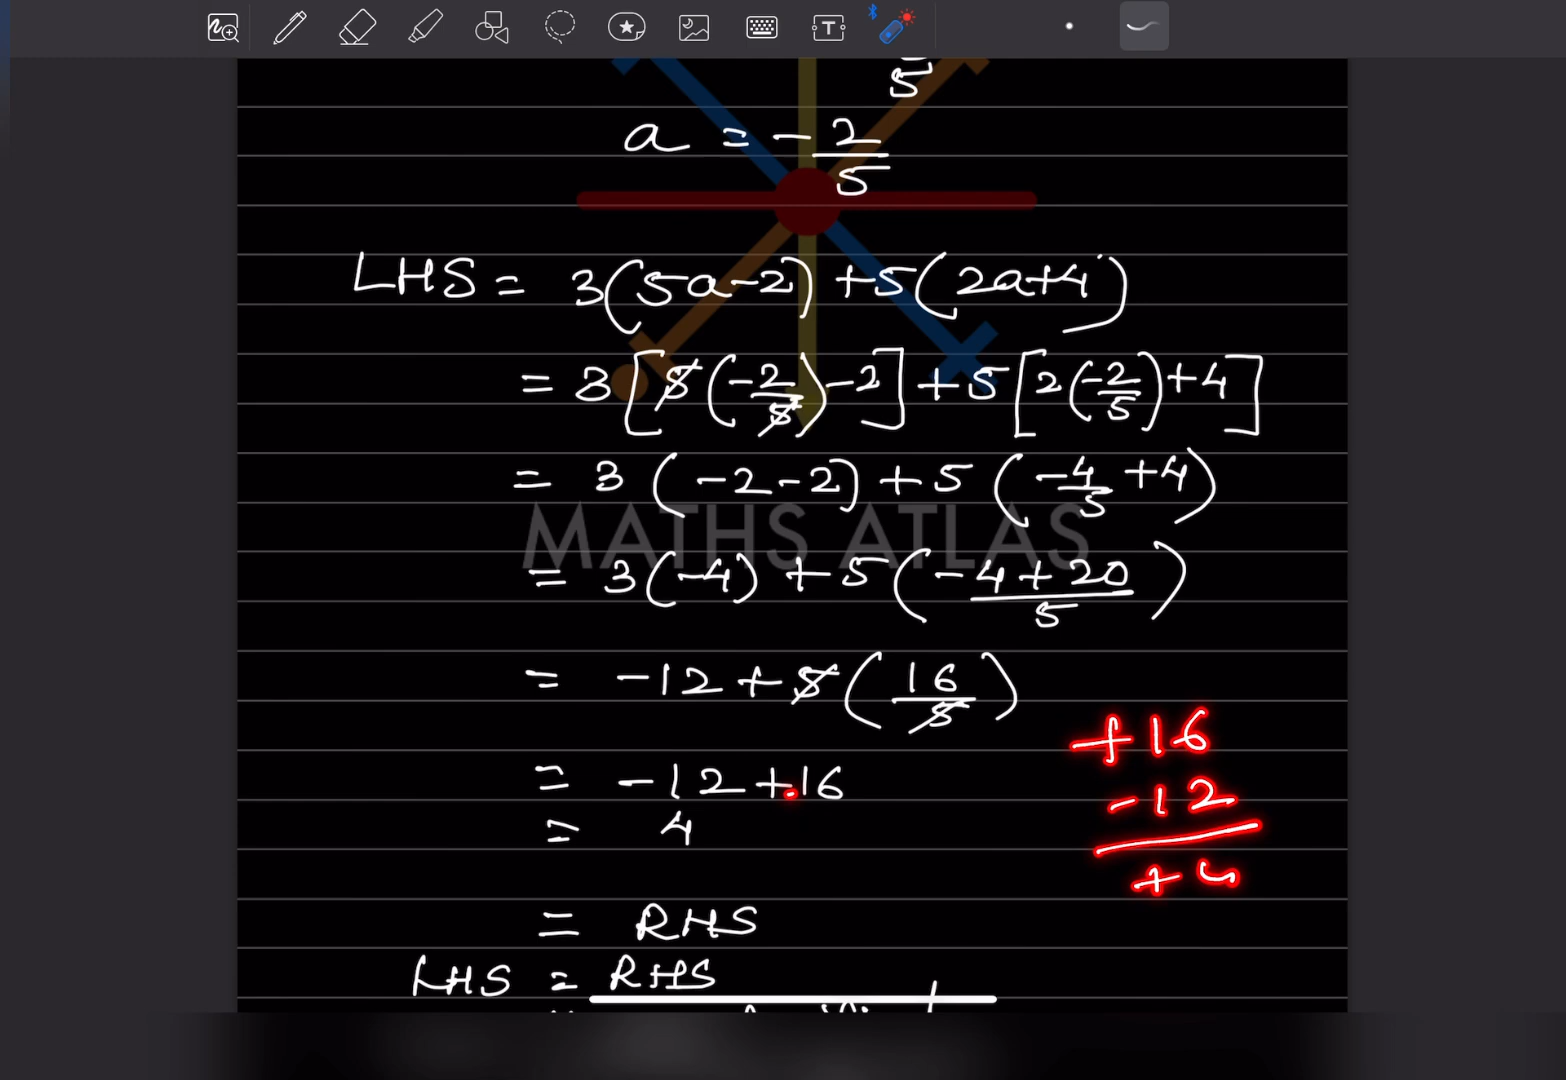 5
a = -2/5
LHS = 3(5a-2) +5(2a+4)
= 3[5(-2/5)-2] +5[2(-2/5)+4]
= 3(-2-2) +5(-4/5 +4)
MATHS ATLAS
= 3(-4) +5(-4+20/5)
= -12+5(16/5)
+16
= -12+16
-12
= 4
+4
= RHS
LHS = RHS